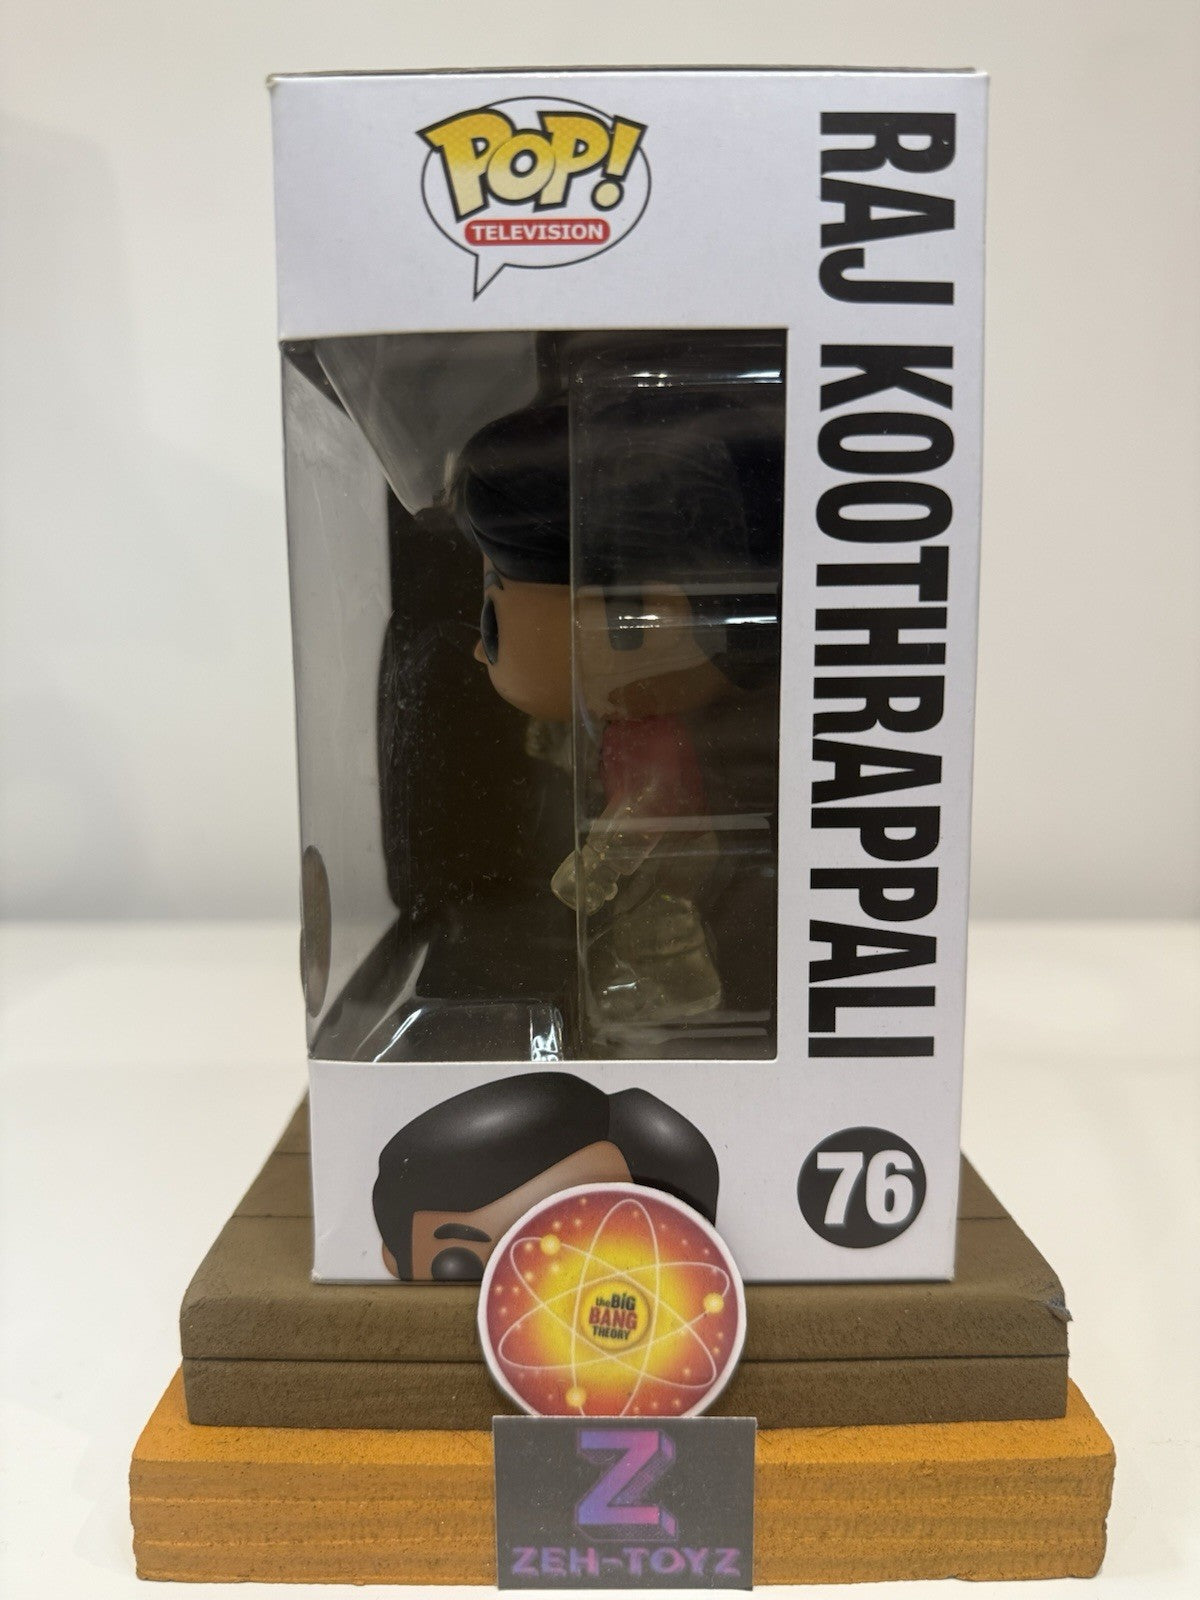 POP!
TELEVISION
RAJ KOOTHRAPPALI
76
the BIG
BANG
THEORY
Z
ZEH-TOYZ